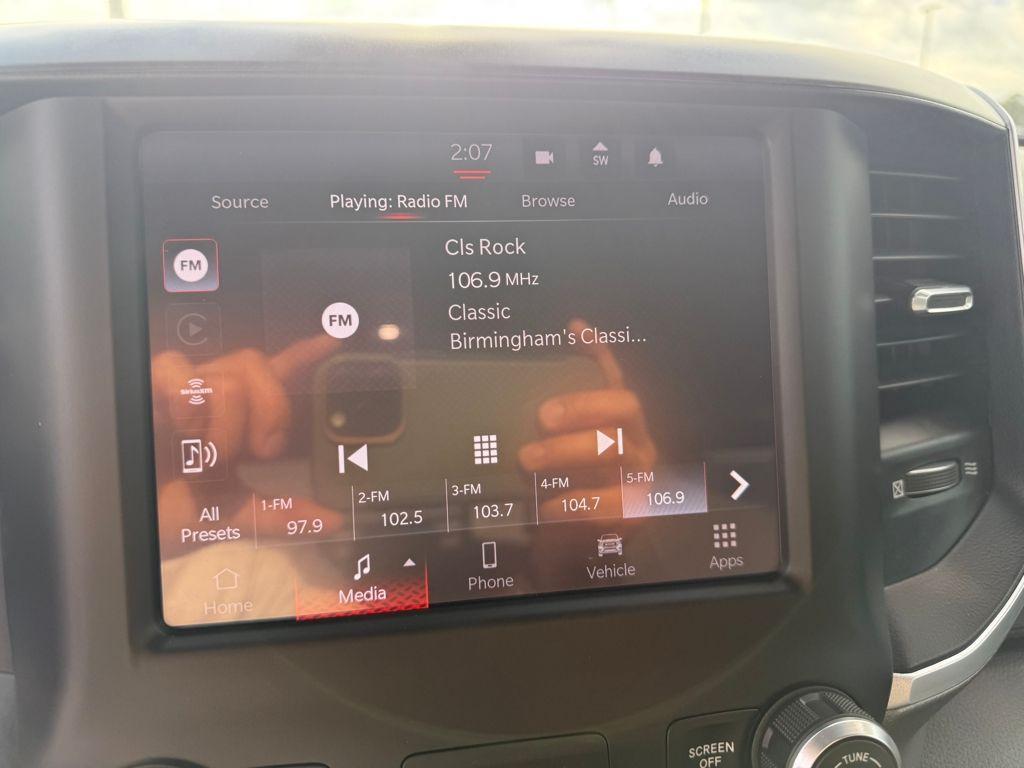 2:07
SW
Source
Playing: Radio FM
Browse
Audio
FM
FM
Cls Rock
106.9 MHz
Classic
Birmingham's Classi...
SiriusXM
All
Presets
1-FM
97.9
2-FM
102.5
3-FM
103.7
4-FM
104.7
5-FM
106.9
Home
Media
Phone
Vehicle
Apps
SCREEN
OFF
TUNE